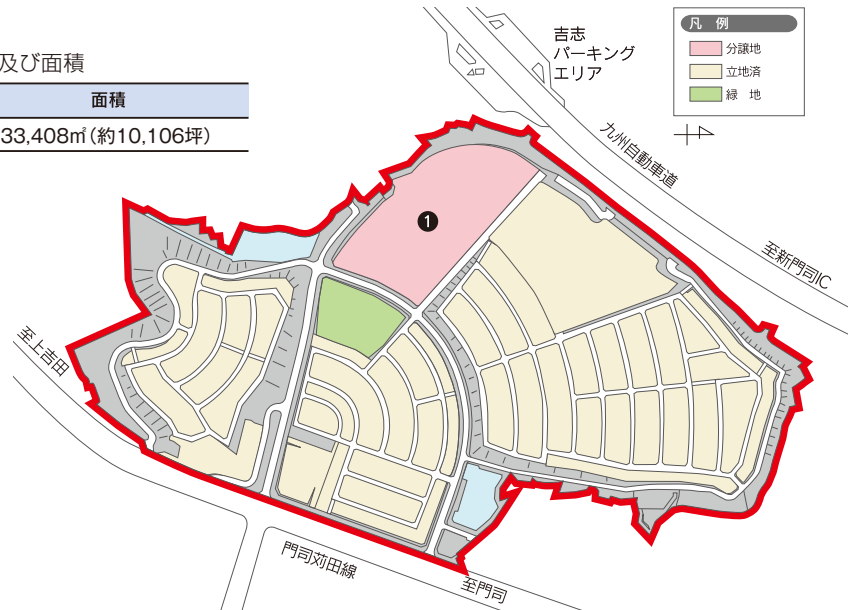 及び面積
面積
33,408㎡（約10,106坪）
吉志
パーキング
エリア
凡 例
分譲地
立地済
緑 地
九州自動車道
至新門司IC
1
至上吉田
門司苅田線
至門司